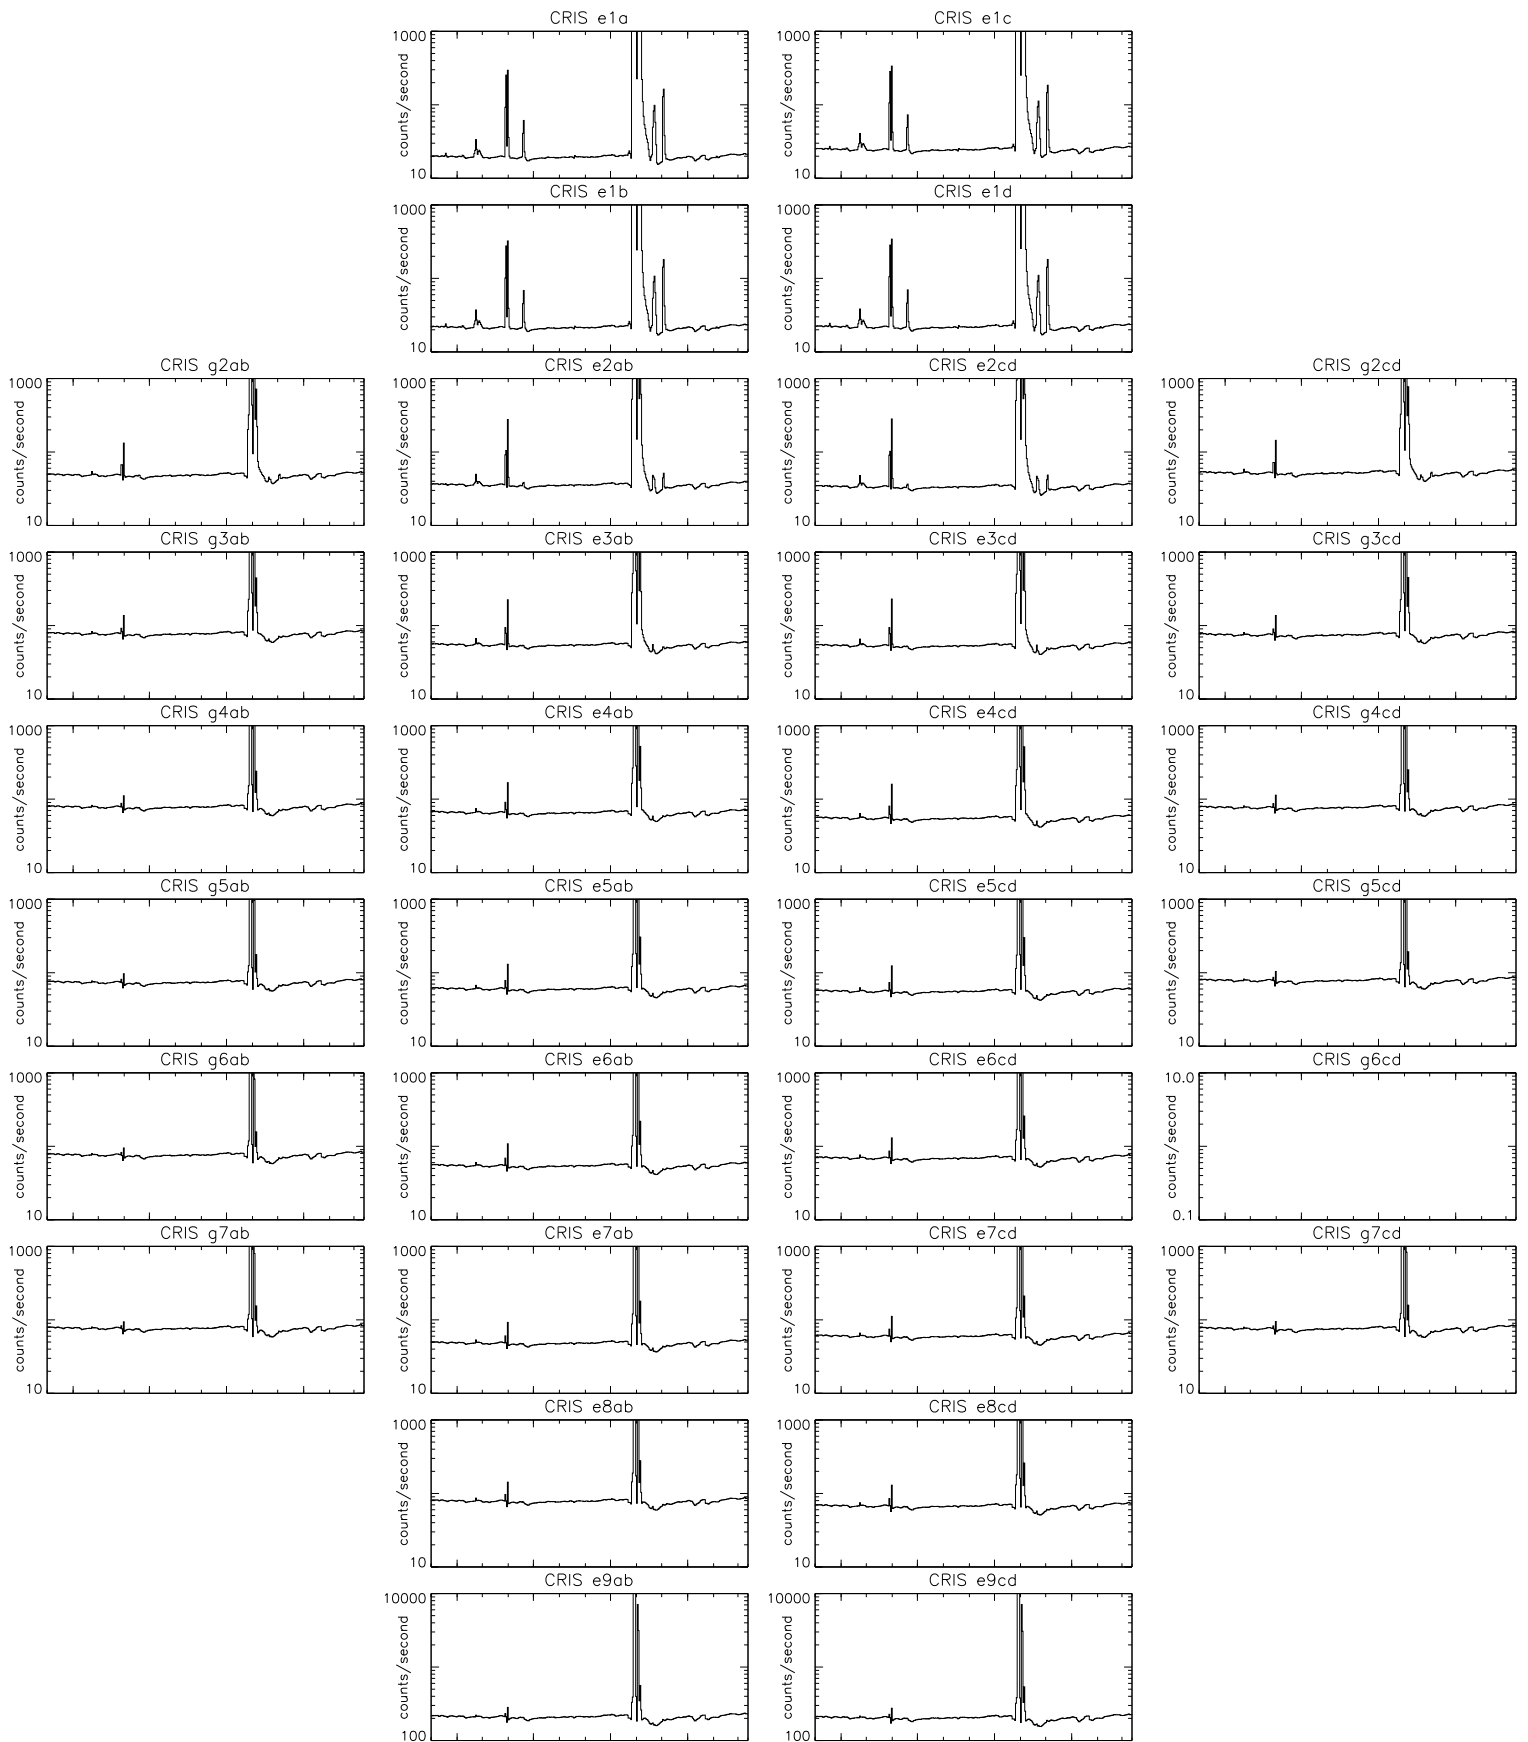 CRIS e1a
CRIS e1c
1000
counts/second
10
1000
counts/second
10
CRIS e1b
CRIS e1d
1000
counts/second
10
1000
counts/second
10
CRIS g2ab
CRIS e2ab
CRIS e2cd
CRIS g2cd
1000
counts/second
10
1000
counts/second
10
1000
counts/second
10
1000
counts/second
10
CRIS g3ab
CRIS e3ab
CRIS e3cd
CRIS g3cd
1000
counts/second
10
1000
counts/second
10
1000
counts/second
10
1000
counts/second
10
CRIS g4ab
CRIS e4ab
CRIS e4cd
CRIS g4cd
1000
counts/second
10
1000
counts/second
10
1000
counts/second
10
1000
counts/second
10
CRIS g5ab
CRIS e5ab
CRIS e5cd
CRIS g5cd
1000
counts/second
10
1000
counts/second
10
1000
counts/second
10
1000
counts/second
10
CRIS g6ab
CRIS e6ab
CRIS e6cd
CRIS g6cd
1000
counts/second
10
1000
counts/second
10
1000
counts/second
10
10.0
counts/second
0.1
CRIS g7ab
CRIS e7ab
CRIS e7cd
CRIS g7cd
1000
counts/second
10
1000
counts/second
10
1000
counts/second
10
1000
counts/second
10
CRIS e8ab
CRIS e8cd
1000
counts/second
10
1000
counts/second
10
CRIS e9ab
CRIS e9cd
10000
counts/second
100
10000
counts/second
100